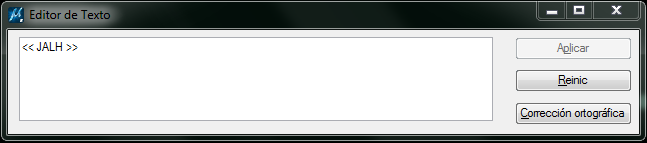 Editor de Texto
<< JALH >>
Aplicar
Reinic
Corrección ortográfica